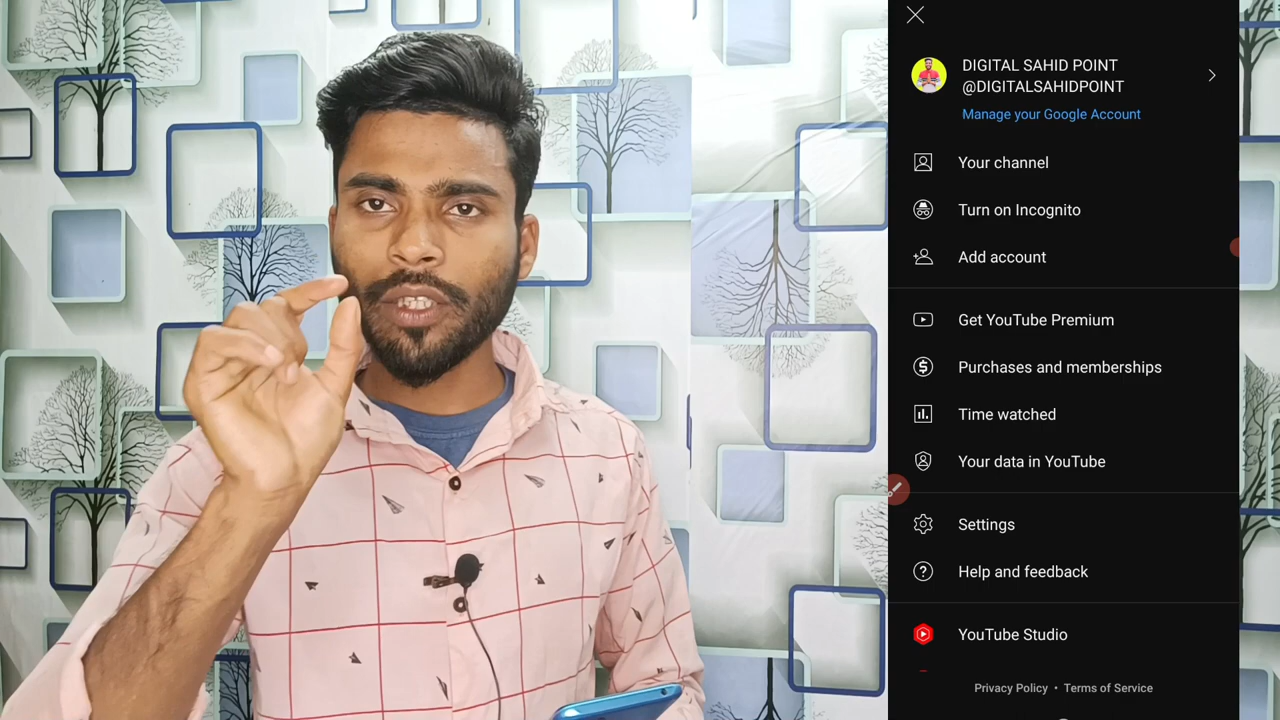 DIGITAL SAHID POINT
@DIGITALSAHIDPOINT
Manage your Google Account
Your channel
Turn on Incognito
Add account
Get YouTube Premium
Purchases and memberships
Time watched
Your data in YouTube
Settings
Help and feedback
YouTube Studio
Privacy Policy • Terms of Service